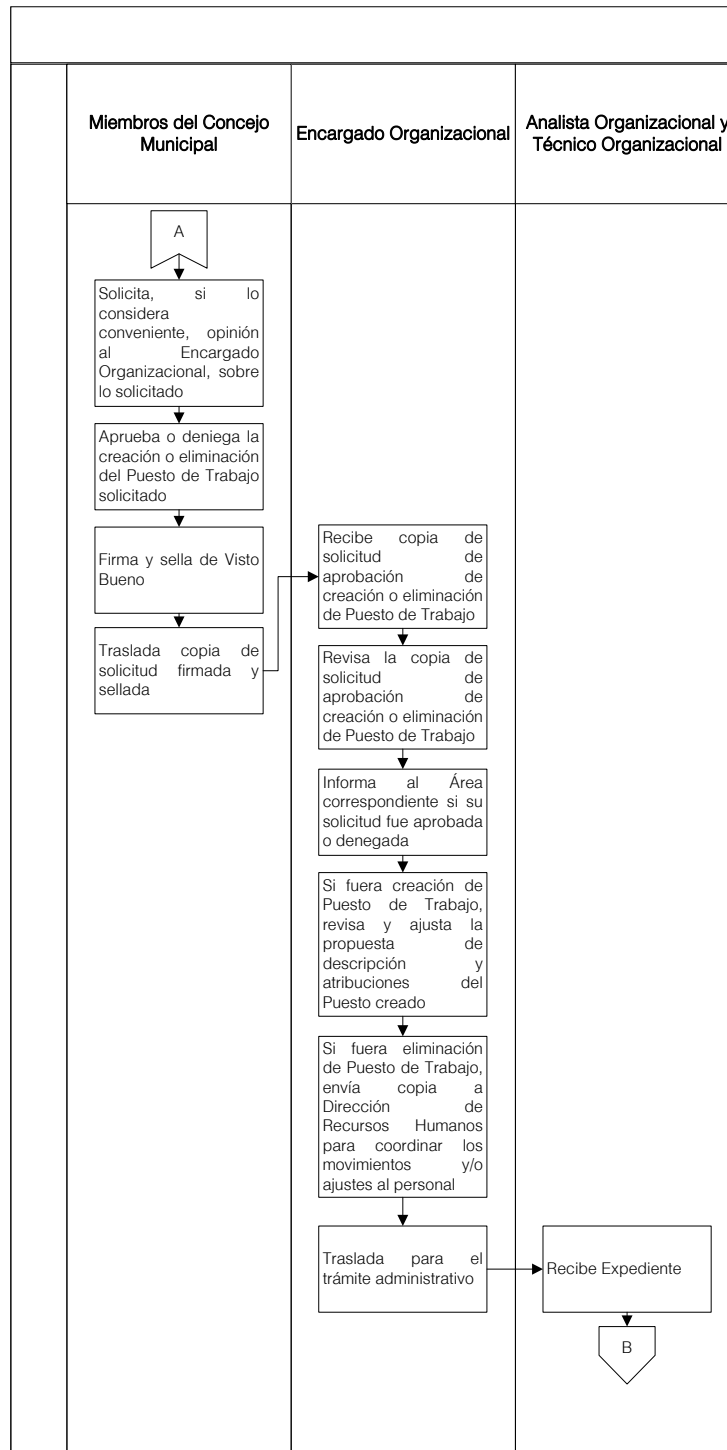 Miembros del Concejo
Municipal
Encargado Organizacional
Analista Organizacional y
Técnico Organizacional
A
Solicita, si lo
considera
conveniente, opinión
al Encargado
Organizacional, sobre
lo solicitado
Aprueba o deniega la
creación o eliminación
del Puesto de Trabajo
solicitado
Firma y sella de Visto
Bueno
Traslada copia de
solicitud firmada y
sellada
Recibe copia de
solicitud de
aprobación de
creación o eliminación
de Puesto de Trabajo
Revisa la copia de
solicitud de
aprobación de
creación o eliminación
de Puesto de Trabajo
Informa al Área
correspondiente si su
solicitud fue aprobada
o denegada
Si fuera creación de
Puesto de Trabajo,
revisa y ajusta la
propuesta de
descripción y
atribuciones del
Puesto creado
Si fuera eliminación
de Puesto de Trabajo,
envía copia a
Dirección de
Recursos Humanos
para coordinar los
movimientos y/o
ajustes al personal
Traslada para el
trámite administrativo
Recibe Expediente
B